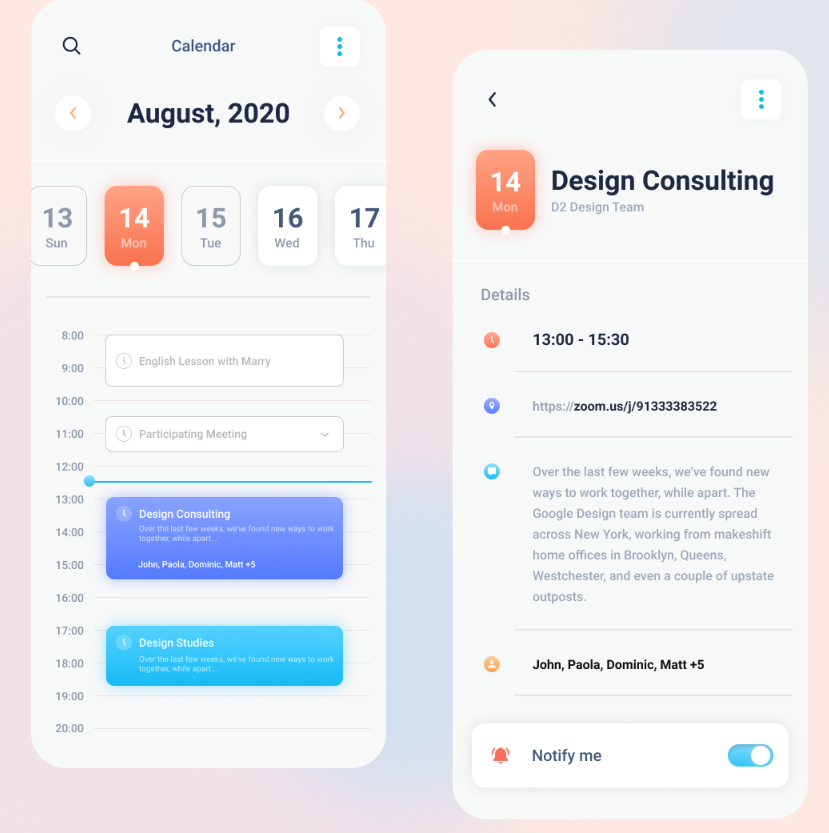 Calendar
August, 2020
13
Sun
14
Mon
15
Tue
16
Wed
17
Thu
8:00
English Lesson with Marry
9:00
10:00
11:00
Participating Meeting
12:00
13:00
Design Consulting
Over the last few weeks, we've found new ways to work
together, while apart...
14:00
15:00
John, Paola, Dominic, Matt +5
16:00
17:00
Design Studies
Over the last few weeks, we've found new ways to work
together, while apart...
18:00
19:00
20:00
14
Mon
Design Consulting
D2 Design Team
Details
13:00 - 15:30
https://zoom.us/j/91333383522
Over the last few weeks, we've found new
ways to work together, while apart. The
Google Design team is currently spread
across New York, working from makeshift
home offices in Brooklyn, Queens,
Westchester, and even a couple of upstate
outposts.
John, Paola, Dominic, Matt +5
Notify me